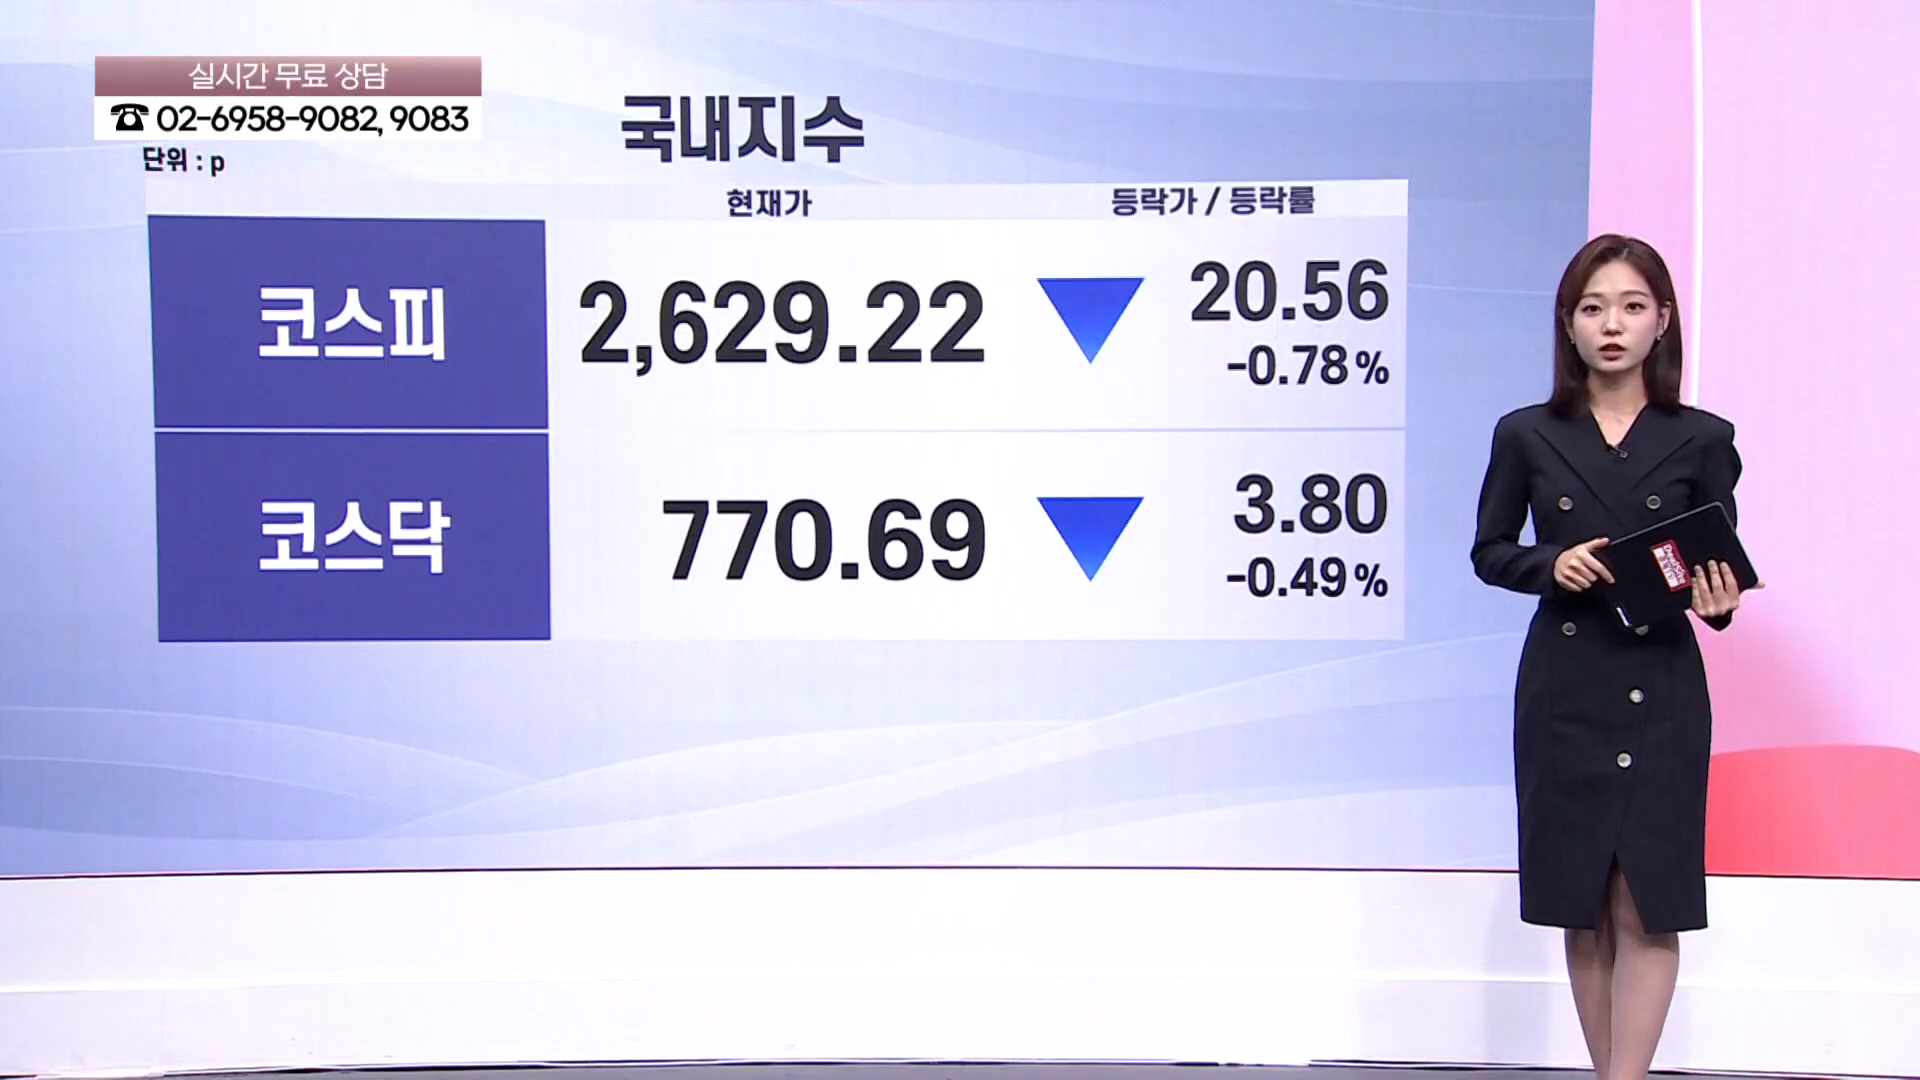 실시간 무료 상담
☎ 02-6958-9082, 9083
단위 : p
국내지수
현재가 등락가 / 등락률
코스피 2,629.22 ▼ 20.56
-0.78%
코스닥 770.69 ▼ 3.80
-0.49%